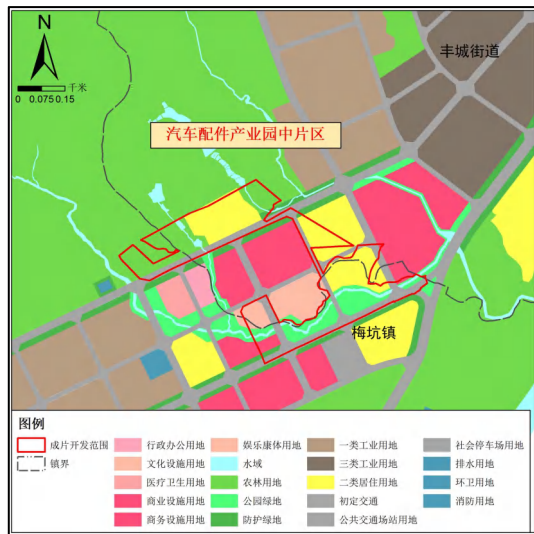 N
千米
0 0.075 0.15
丰城街道
汽车配件产业园中片区
梅坑镇
图例
成片开发范围
镇界
行政办公用地
文化设施用地
医疗卫生用地
商业设施用地
商务设施用地
娱乐康体用地
水域
农林用地
公园绿地
防护绿地
一类工业用地
三类工业用地
二类居住用地
初定交通
公共交通场站用地
社会停车场用地
排水用地
环卫用地
消防用地